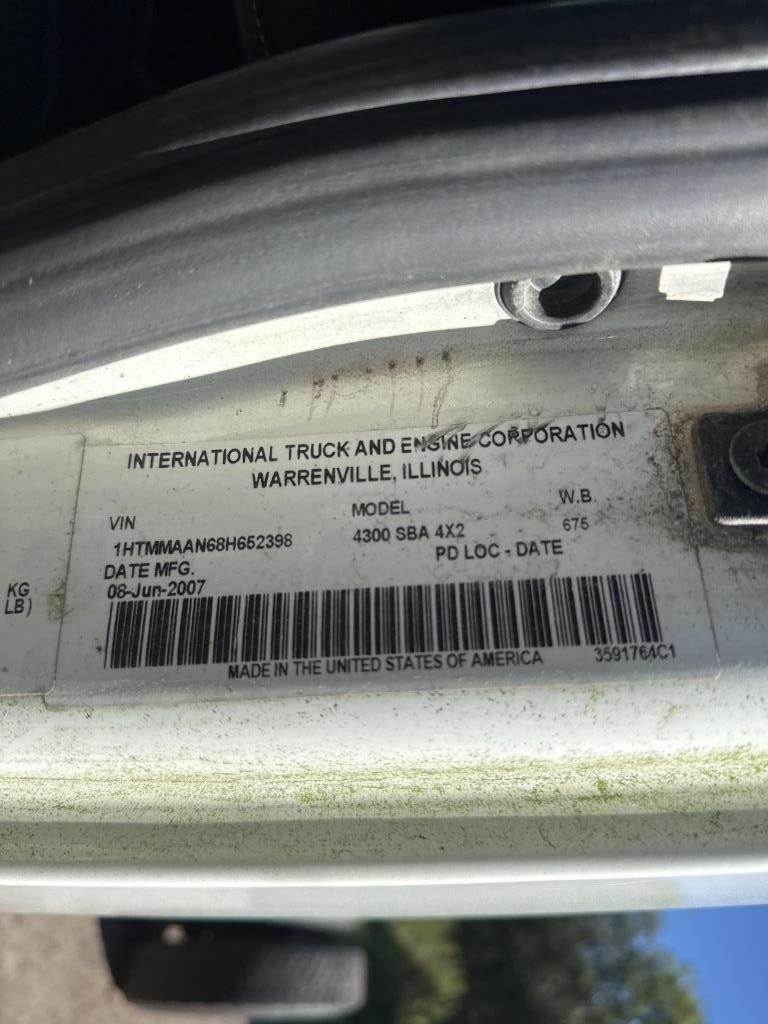 INTERNATIONAL TRUCK AND ENGINE CORPORATION
WARRENVILLE, ILLINOIS
VIN MODEL W.B.
1HTMMAAN68H652398 4300 SBA 4X2 675
DATE MFG. PD LOC - DATE
08-Jun-2007
KG
LB)
MADE IN THE UNITED STATES OF AMERICA 3591764C1